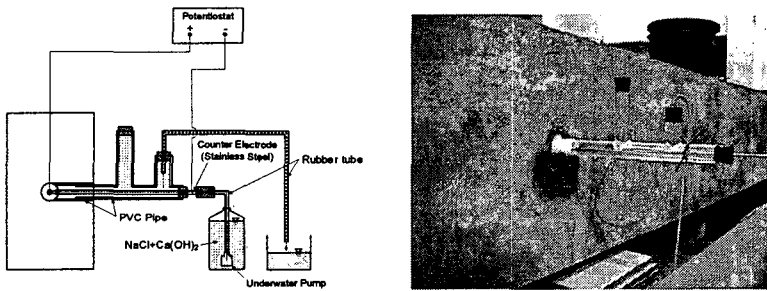 Potentiostat
+ -
Counter Electrode
(Stainless Steel)
Rubber tube
PVC Pipe
NaCl+Ca(OH)₂
Underwater Pump